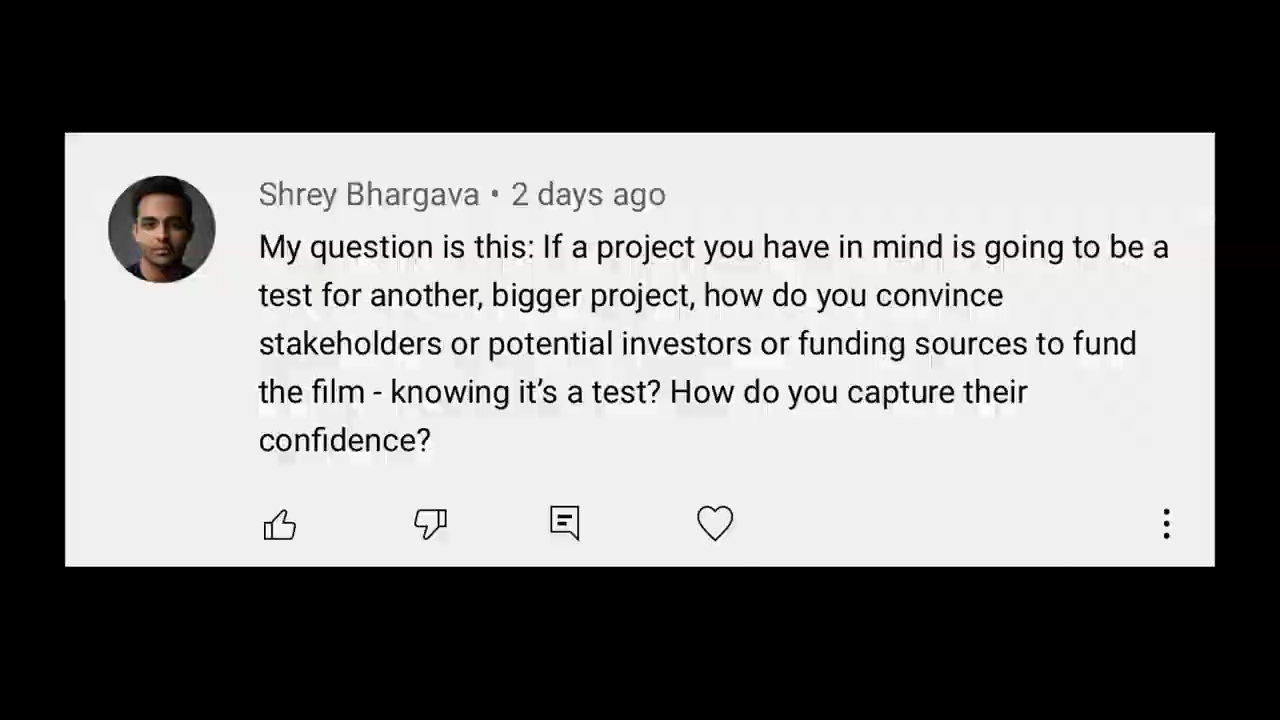 Shrey Bhargava • 2 days ago
My question is this: If a project you have in mind is going to be a
test for another, bigger project, how do you convince
stakeholders or potential investors or funding sources to fund
the film - knowing it’s a test? How do you capture their
confidence?